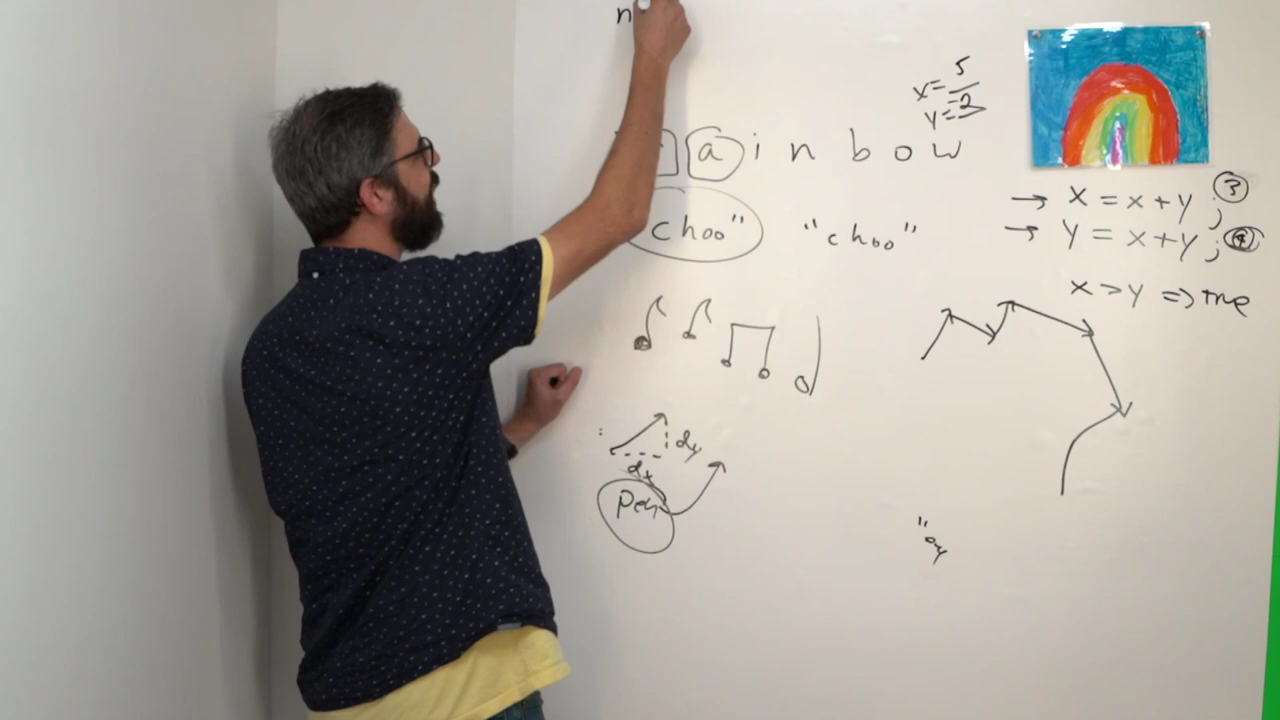 n
x=5
y=-2
a i n b o w
x = x+y ; 3
choo" "choo"
y = x+y ; 4
x > y => true
dy
dx
pen